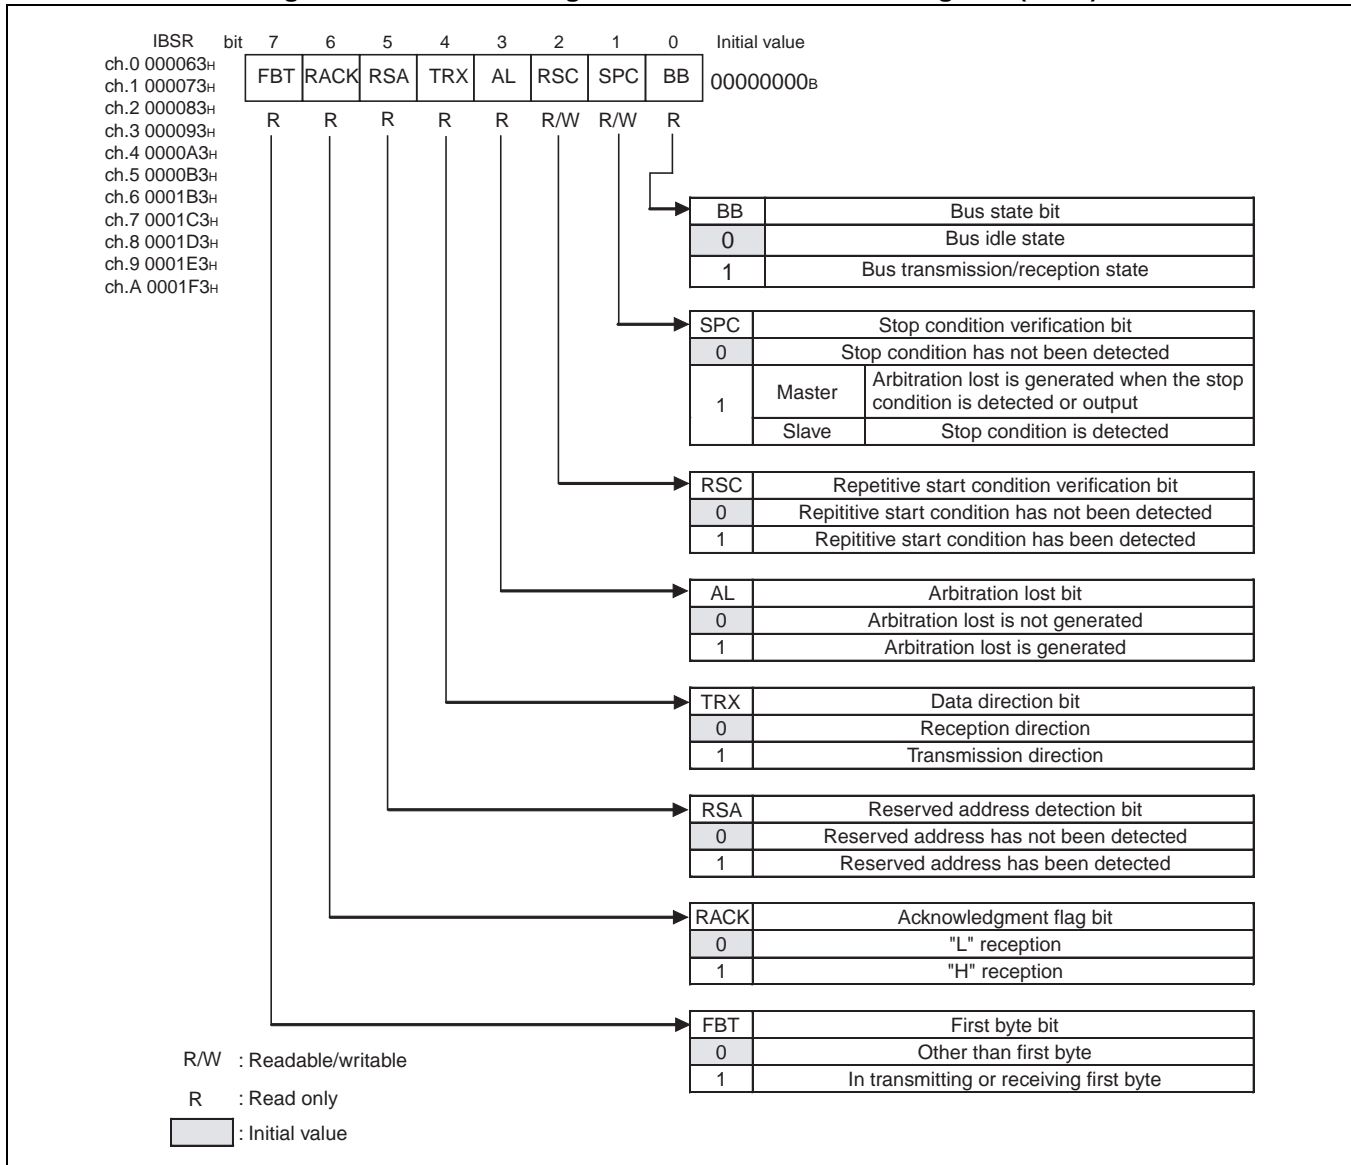 IBSR bit 7 6 5 4 3 2 1 0 Initial value
ch.0 000063H
ch.1 000073H
ch.2 000083H
ch.3 000093H
ch.4 0000A3H
ch.5 0000B3H
ch.6 0001B3H
ch.7 0001C3H
ch.8 0001D3H
ch.9 0001E3H
ch.A 0001F3H
FBT RACK RSA TRX AL RSC SPC BB 00000000B
R R R R R R/W R/W R
BB Bus state bit
0 Bus idle state
1 Bus transmission/reception state
SPC Stop condition verification bit
0 Stop condition has not been detected
1 Master Arbitration lost is generated when the stop
condition is detected or output
Slave Stop condition is detected
RSC Repetitive start condition verification bit
0 Repititive start condition has not been detected
1 Repititive start condition has been detected
AL Arbitration lost bit
0 Arbitration lost is not generated
1 Arbitration lost is generated
TRX Data direction bit
0 Reception direction
1 Transmission direction
RSA Reserved address detection bit
0 Reserved address has not been detected
1 Reserved address has been detected
RACK Acknowledgment flag bit
0 "L" reception
1 "H" reception
FBT First byte bit
0 Other than first byte
1 In transmitting or receiving first byte
R/W : Readable/writable
R : Read only
: Initial value